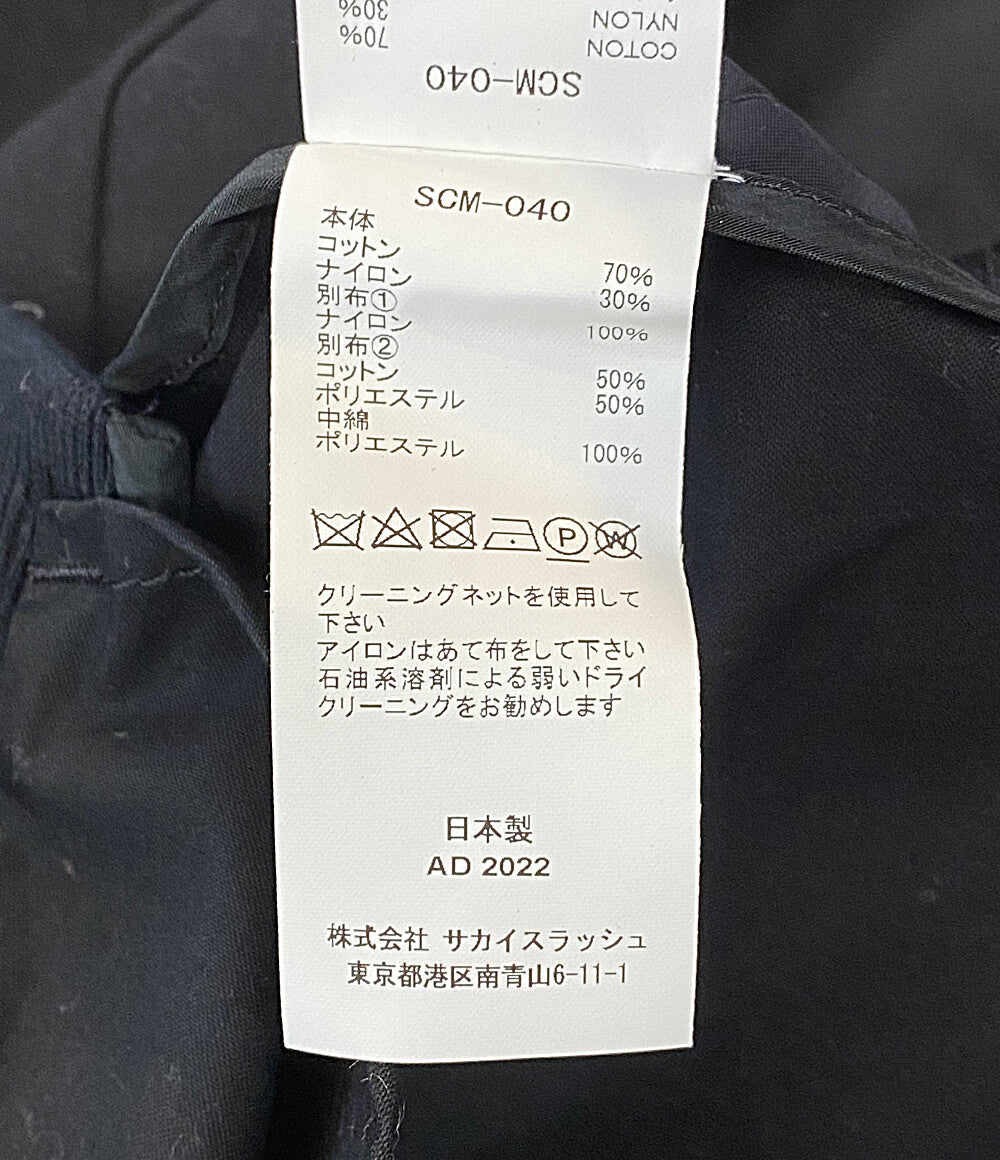 30%
NYLON
70%
COTTON
SCM-040
SCM-040
本体
コットン
ナイロン 70%
別布① 30%
ナイロン 100%
別布②
コットン 50%
ポリエステル 50%
中綿
ポリエステル 100%
P
W
クリーニングネットを使用して
下さい
アイロンはあて布をして下さい
石油系溶剤による弱いドライ
クリーニングをお勧めします
日本製
AD 2022
株式会社 サカイスラッシュ
東京都港区南青山6-11-1